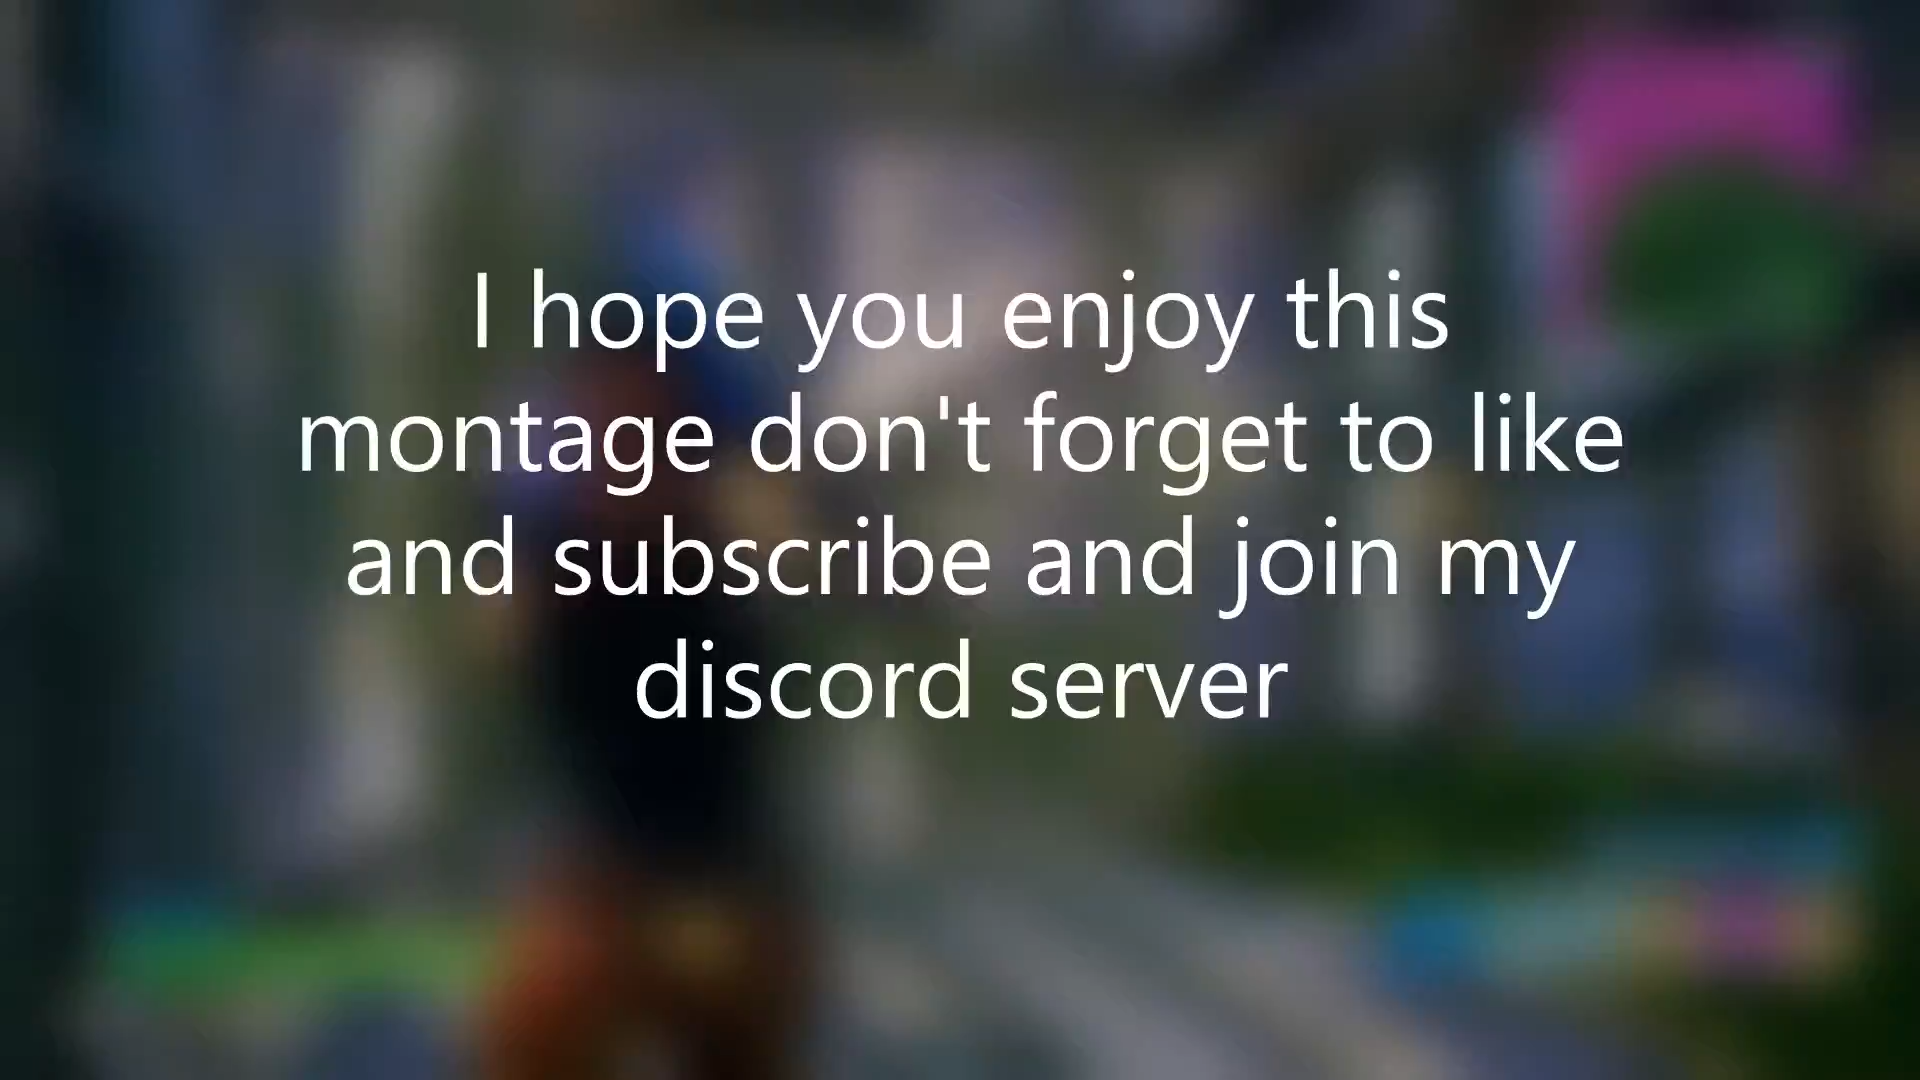 I hope you enjoy this
montage don't forget to like
and subscribe and join my
discord server